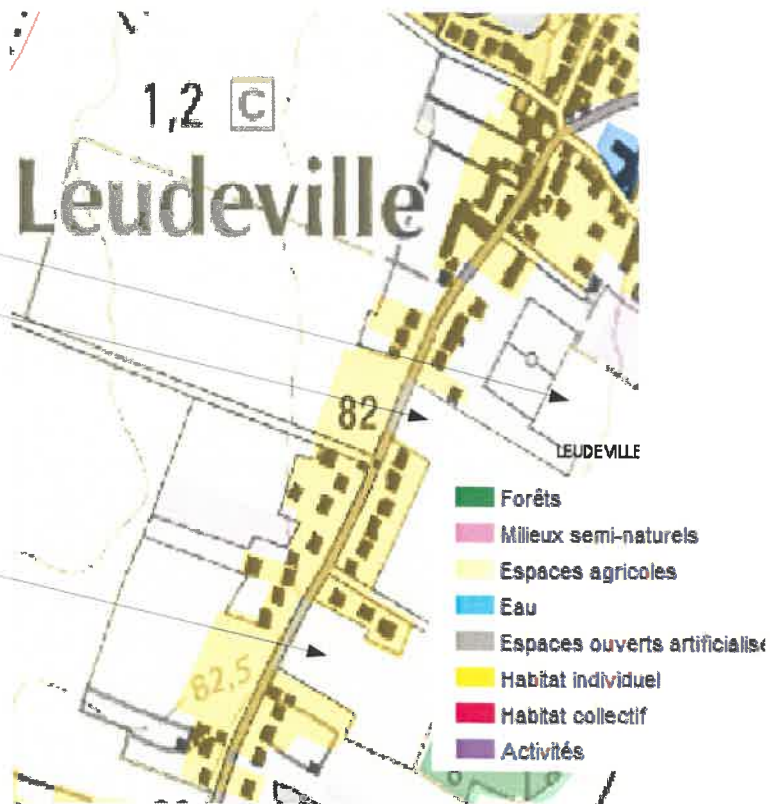 1,2 C
Leudeville
82
LEUDEVILLE
Forêts
Milieux semi-naturels
Espaces agricoles
Eau
Espaces ouverts artificialisé
Habitat individuel
Habitat collectif
Activités
82,5